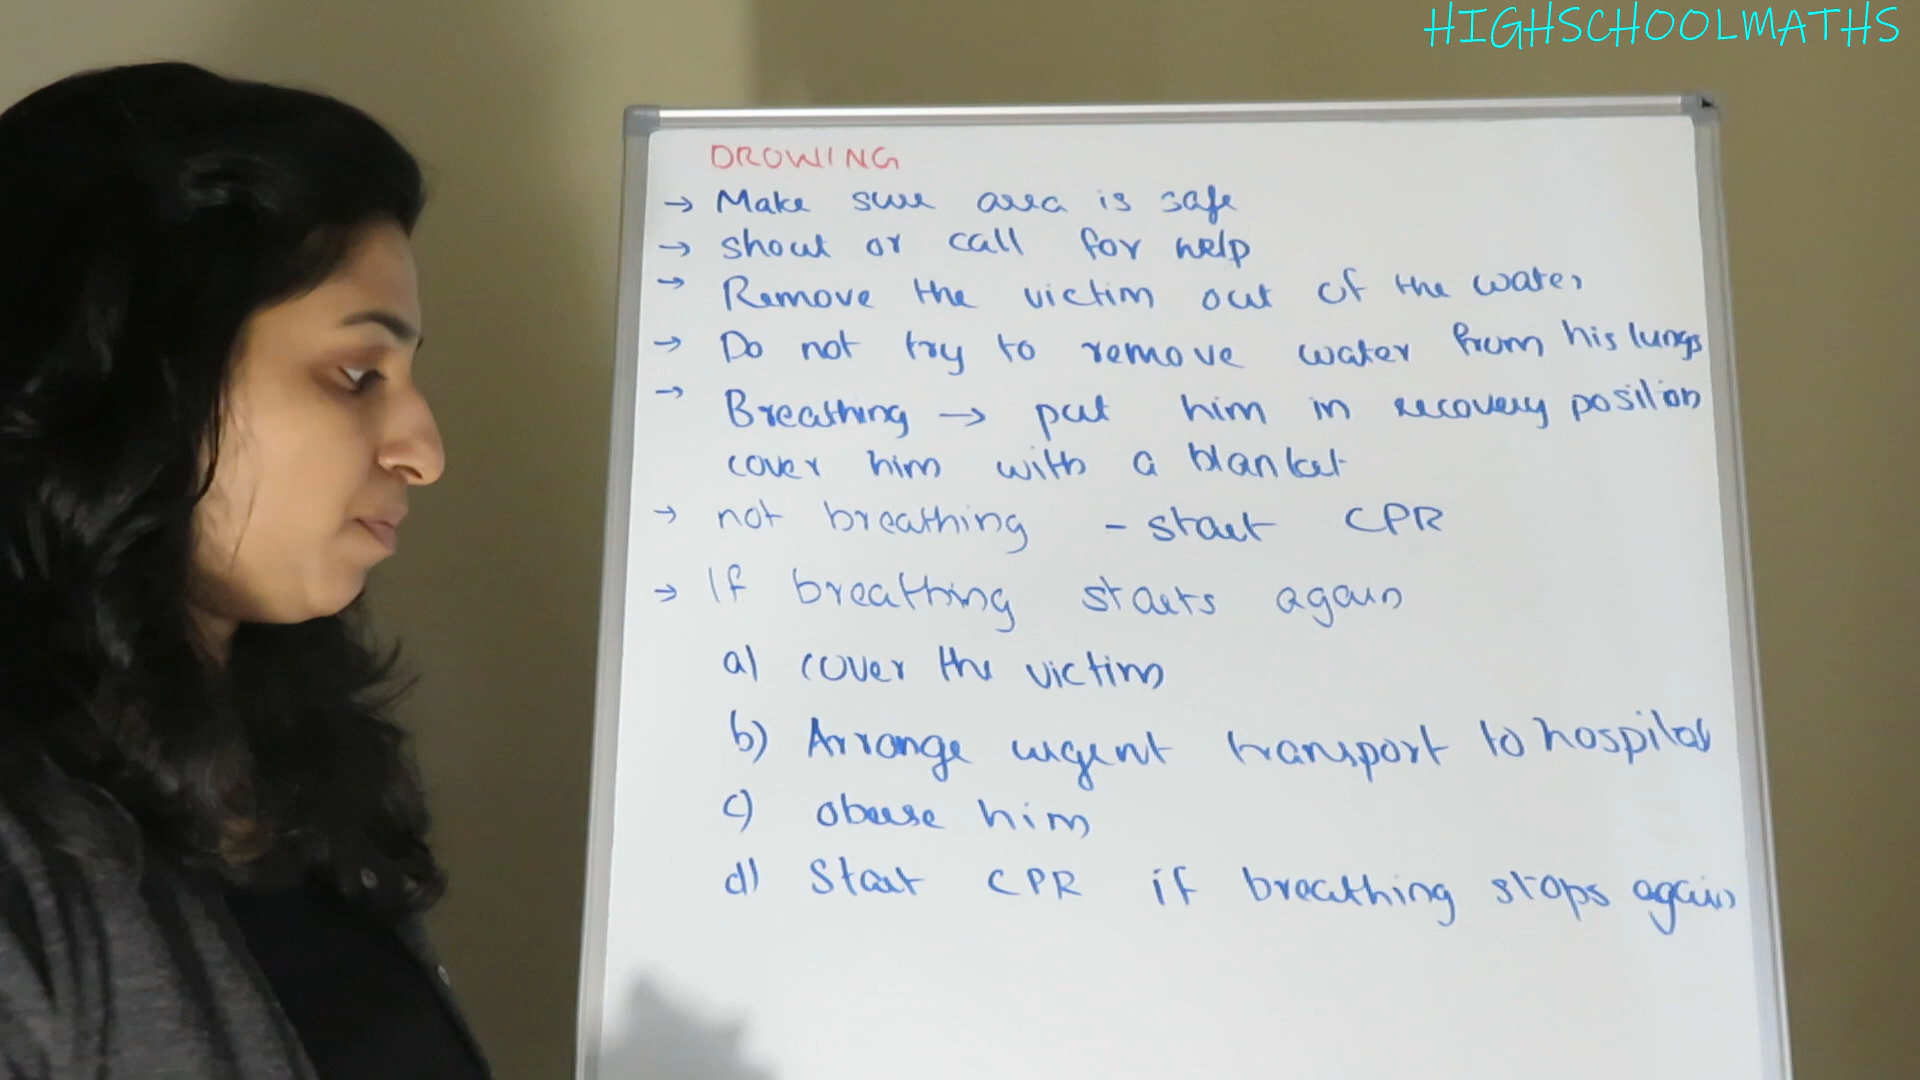 HIGHSCHOOLMATHS
DROWING
→ Make sure area is safe
→ shout or call for help
→ Remove the victim out of the water
→ Do not try to remove water from his lungs
→ Breathing → put him in recovery position
cover him with a blanket
→ not breathing - start CPR
→ If breathing starts again
a) cover the victim
b) Arrange urgent transport to hospital
c) obeuse him
d) Start CPR if breathing stops again